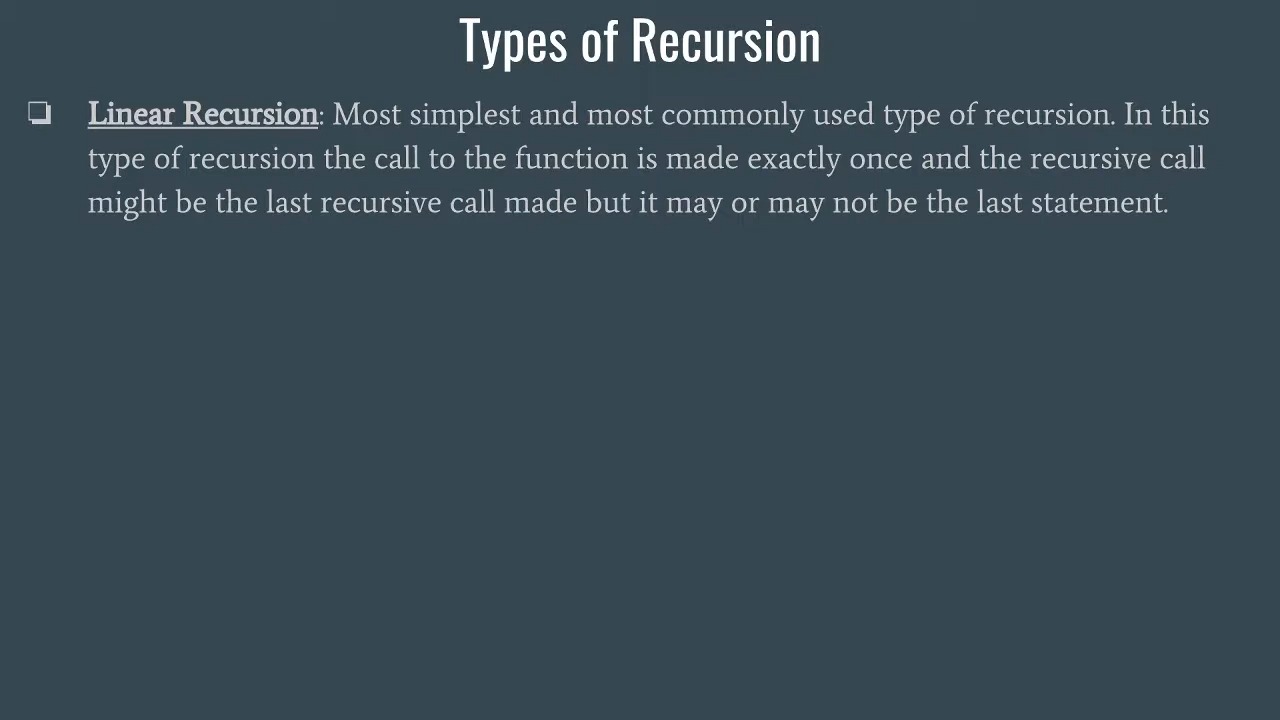 Types of Recursion
❏ Linear Recursion: Most simplest and most commonly used type of recursion. In this
type of recursion the call to the function is made exactly once and the recursive call
might be the last recursive call made but it may or may not be the last statement.